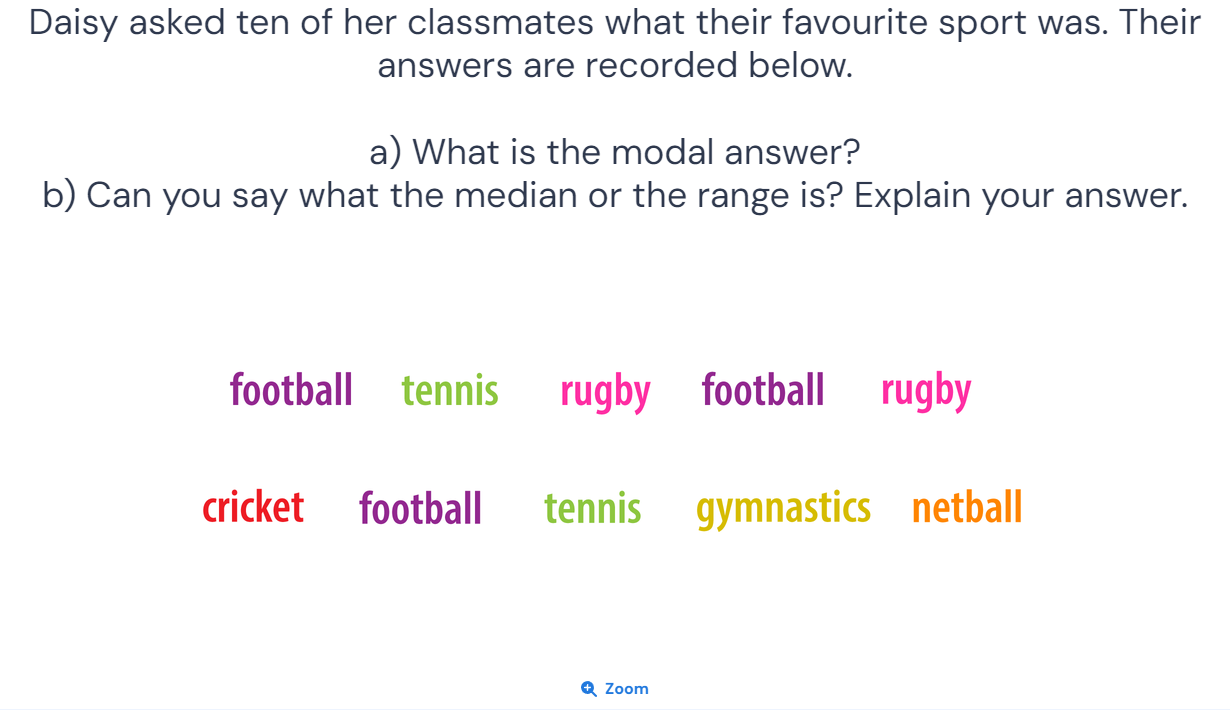 Daisy asked ten of her classmates what their favourite sport was. Their
answers are recorded below.
a) What is the modal answer?
b) Can you say what the median or the range is? Explain your answer.
football tennis rugby football rugby
cricket football tennis gymnastics netball
Zoom